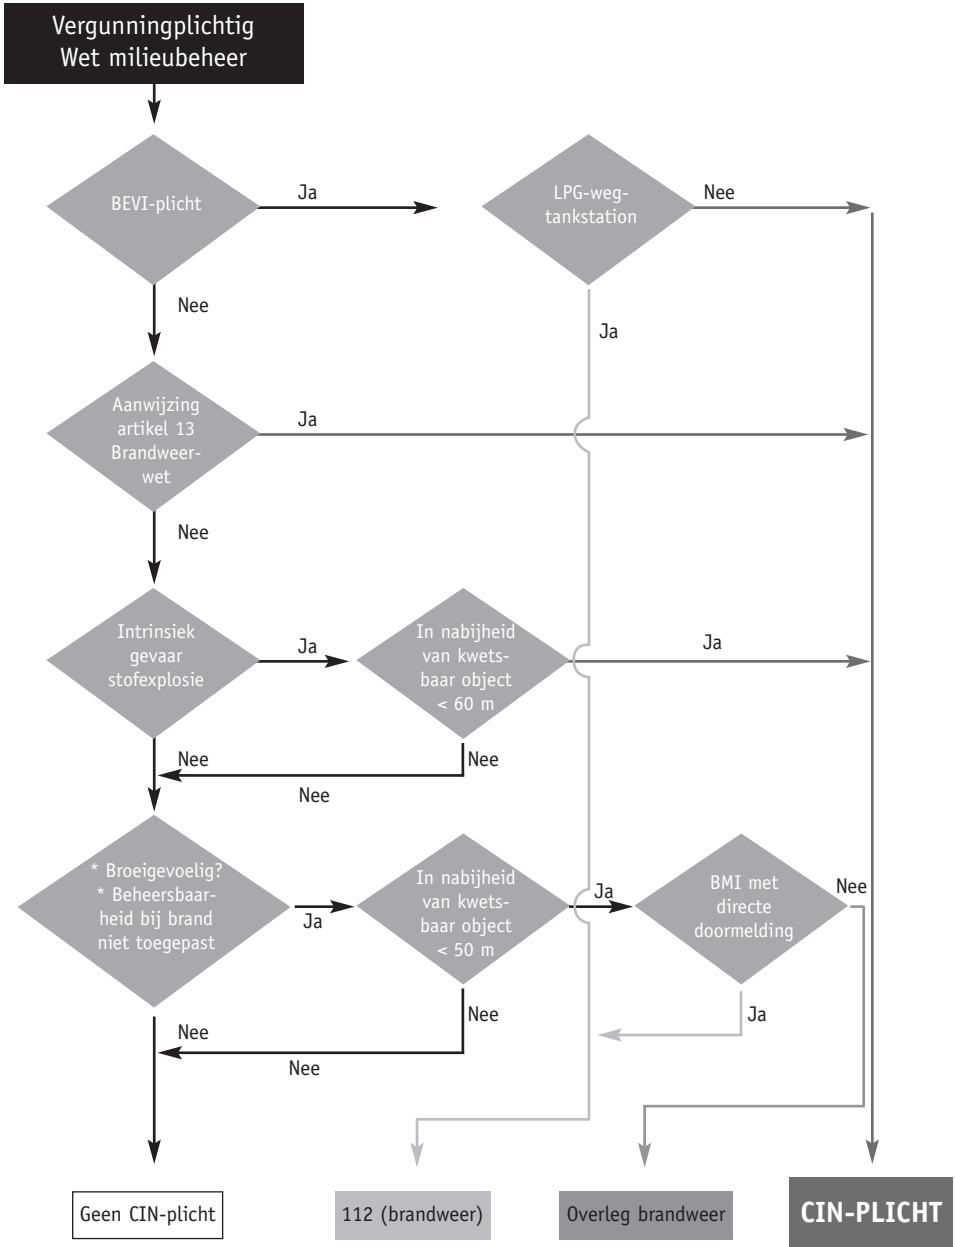 Vergunningplichtig
Wet milieubeheer
BEVI-plicht
Ja
LPG-weg-
tankstation
Nee
Nee
Ja
Aanwijzing
artikel 13
Brandweer-
wet
Ja
Nee
Intrinsiek
gevaar
stofexplosie
Ja
In nabijheid
van kwets-
baar object
< 60 m
Ja
Nee
Nee
Nee
* Broeigevoelig?
* Beheersbaar-
heid bij brand
niet toegepast
Ja
In nabijheid
van kwets-
baar object
< 50 m
Ja
BMI met
directe
doormelding
Nee
Nee
Nee
Ja
Nee
Geen CIN-plicht
112 (brandweer)
Overleg brandweer
CIN-PLICHT